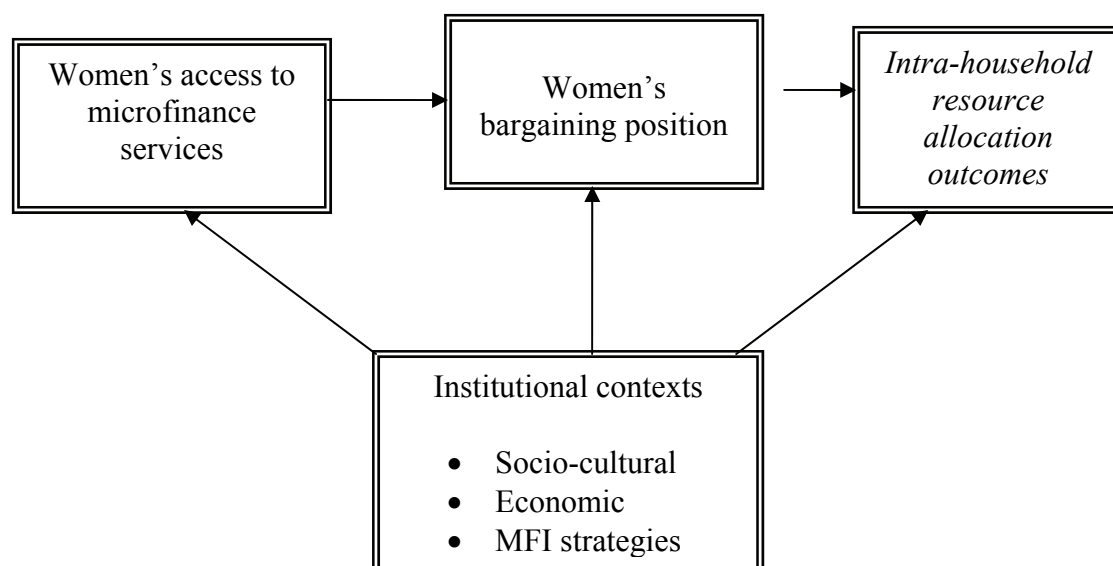 Women’s access to
microfinance
services
Women’s
bargaining position
Intra-household
resource
allocation
outcomes
Institutional contexts
• Socio-cultural
• Economic
• MFI strategies